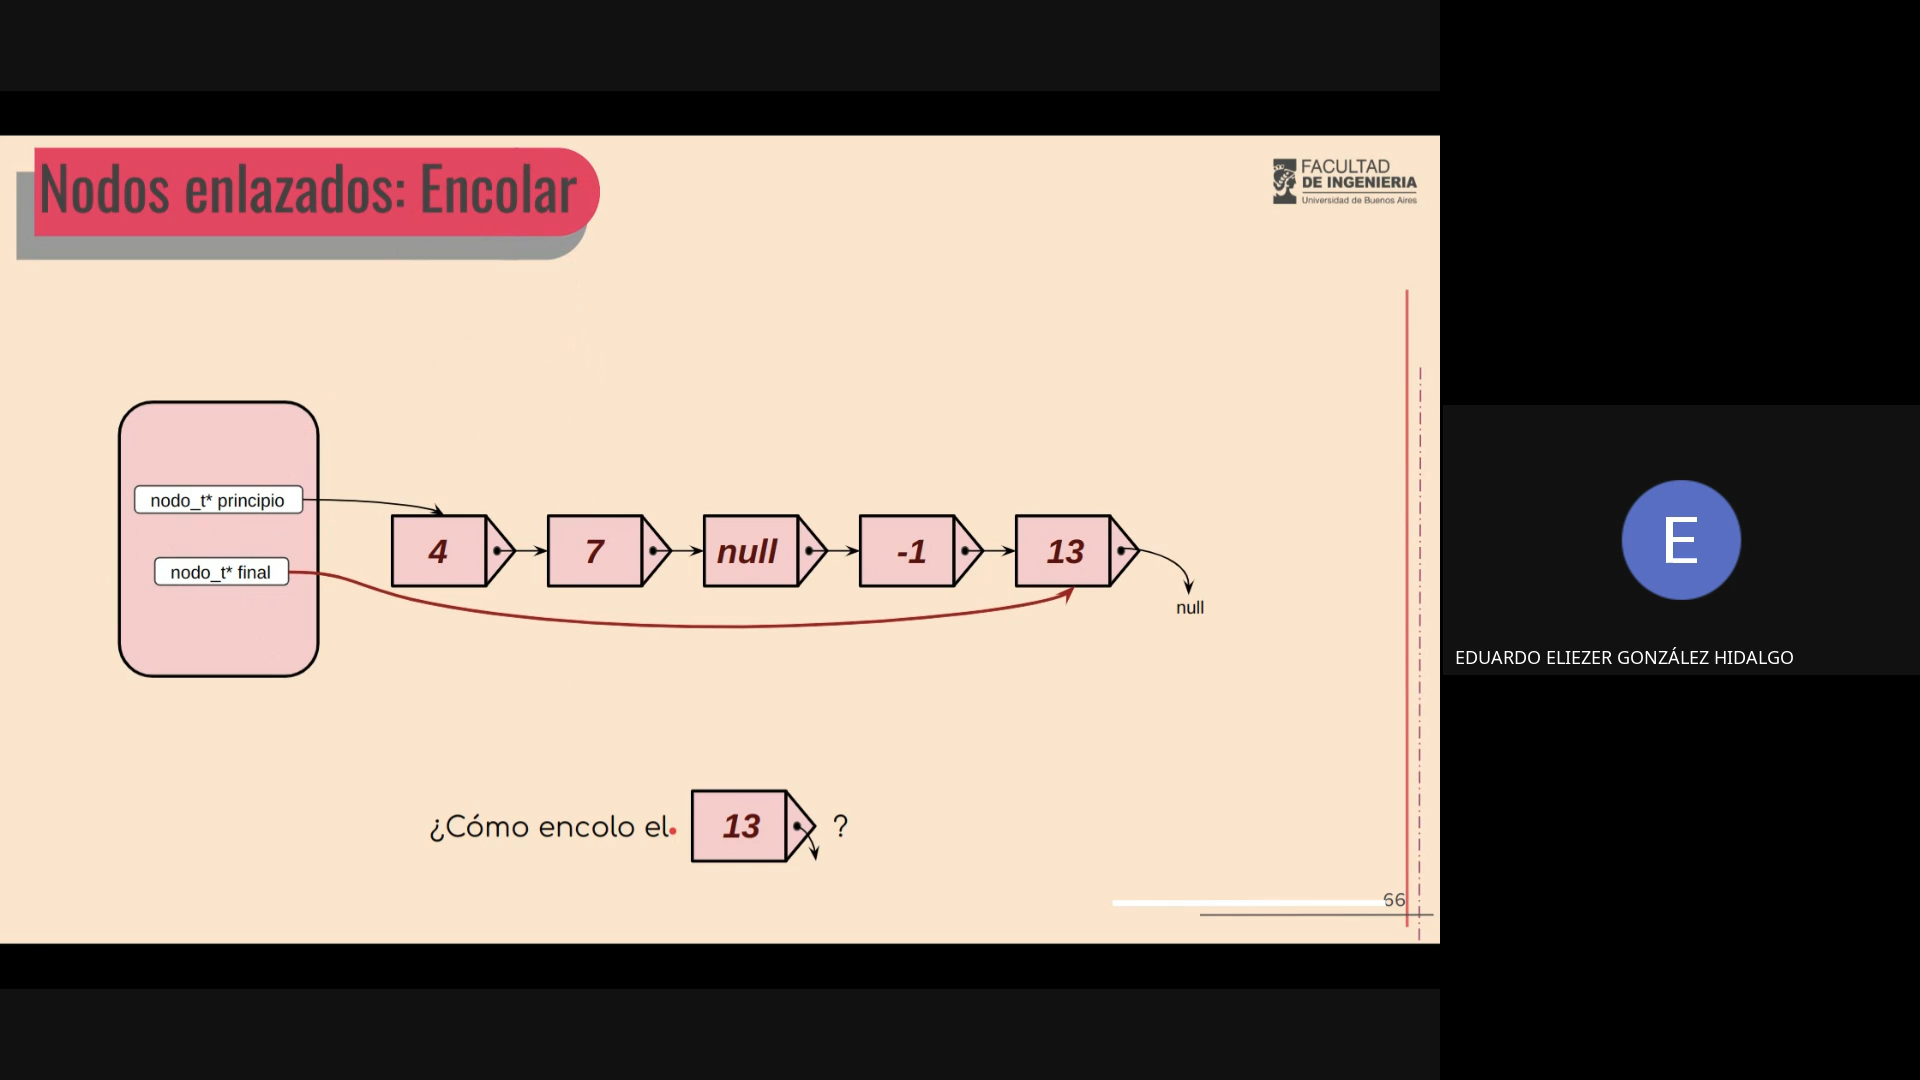 Nodos enlazados: Encolar
FACULTAD
DE INGENIERIA
Universidad de Buenos Aires
nodo_t* principio
nodo_t* final
4
7
null
-1
13
null
¿Cómo encolo el
13
?
66
E
EDUARDO ELIEZER GONZÁLEZ HIDALGO